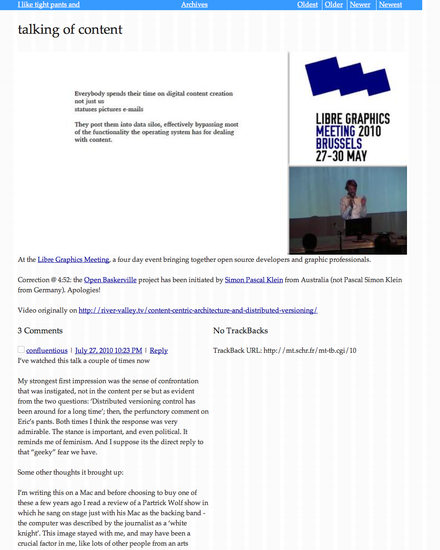 I like tight pants and
Archives
Oldest
Older
Newer
Newest
talking of content
Everybody spends their time on digital content creation
not just us
statuses pictures e-mails
They post them into data silos, effectively bypassing most
of the functionality the operating system has for dealing
with content.
LIBRE GRAPHICS
MEETING 2010
BRUSSELS
27-30 MAY
At the Libre Graphics Meeting, a four day event bringing together open source developers and graphic professionals.
Correction @ 4:52: the Open Baskerville project has been initiated by Simon Pascal Klein from Australia (not Pascal Simon Klein
from Germany). Apologies!
Video originally on http://river-valley.tv/content-centric-architecture-and-distributed-versioning/
3 Comments
confluentious | July 27, 2010 10:23 PM | Reply
I've watched this talk a couple of times now
My strongest first impression was the sense of confrontation
that was instigated, not in the content per se but as evident
from the two questions: 'Distributed versioning control has
been around for a long time'; then, the perfunctory comment on
Eric's pants. Both times I think the response was very
admirable. The stance is important, and even political. It
reminds me of feminism. And I suppose its the direct reply to
that "geeky" fear we have.
Some other thoughts it brought up:
I'm writing this on a Mac and before choosing to buy one of
these a few years ago I read a review of a Partrick Wolf show in
which he sang on stage just with his Mac as the backing band -
the computer was described by the journalist as a 'white
knight'. This image stayed with me, and may have been a
crucial factor in me, like lots of other people from an arts
No TrackBacks
TrackBack URL: http://mt.schr.fr/mt-tb.cgi/10